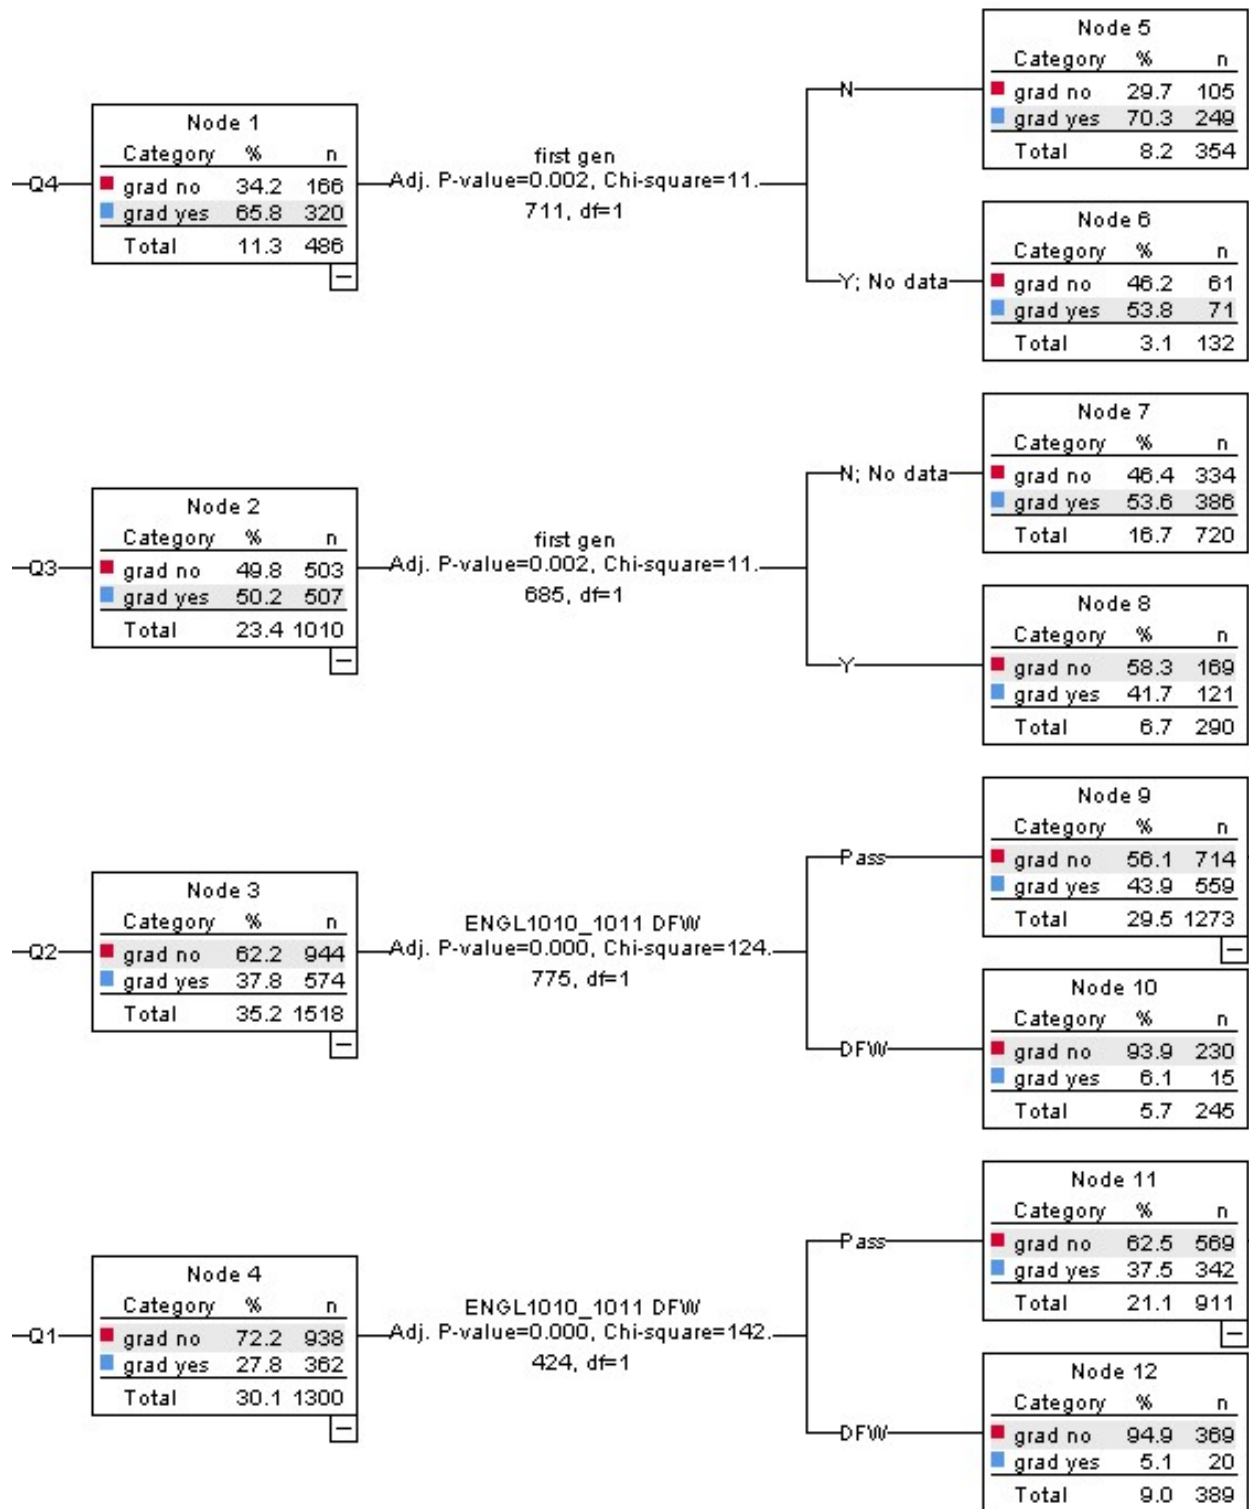 Q4
Node 1
Category % n
grad no 34.2 166
grad yes 65.8 320
Total 11.3 486
first gen
Adj. P-value=0.002, Chi-square=11.
711, df=1
N
Node 5
Category % n
grad no 29.7 105
grad yes 70.3 249
Total 8.2 354
Y; No data
Node 6
Category % n
grad no 46.2 61
grad yes 53.8 71
Total 3.1 132
Q3
Node 2
Category % n
grad no 49.8 503
grad yes 50.2 507
Total 23.4 1010
first gen
Adj. P-value=0.002, Chi-square=11.
685, df=1
N; No data
Node 7
Category % n
grad no 46.4 334
grad yes 53.6 386
Total 16.7 720
Y
Node 8
Category % n
grad no 58.3 169
grad yes 41.7 121
Total 6.7 290
Q2
Node 3
Category % n
grad no 62.2 944
grad yes 37.8 574
Total 35.2 1518
ENGL1010_1011 DFW
Adj. P-value=0.000, Chi-square=124.
775, df=1
Pass
Node 9
Category % n
grad no 56.1 714
grad yes 43.9 559
Total 29.5 1273
DFW
Node 10
Category % n
grad no 93.9 230
grad yes 6.1 15
Total 5.7 245
Q1
Node 4
Category % n
grad no 72.2 938
grad yes 27.8 362
Total 30.1 1300
ENGL1010_1011 DFW
Adj. P-value=0.000, Chi-square=142.
424, df=1
Pass
Node 11
Category % n
grad no 62.5 569
grad yes 37.5 342
Total 21.1 911
DFW
Node 12
Category % n
grad no 94.9 369
grad yes 5.1 20
Total 9.0 389